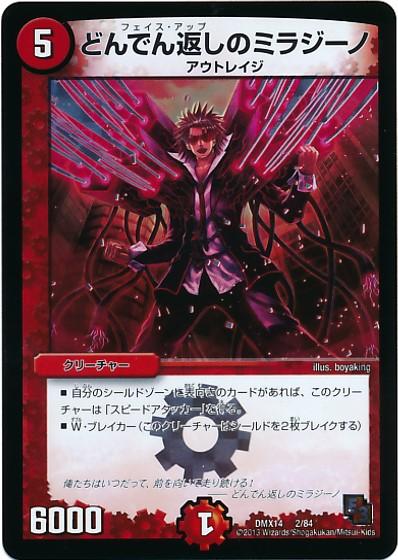 5
フェイス・アップ
どんでん返しのミラジーノ
アウトレイジ
illus. boyaking
クリーチャー
■ 自分のシールドゾーンに表向きのカードがあれば、このクリー
チャーは「スピードアタッカー」を得る。
■ W・ブレイカー(このクリーチャーはシールドを2枚ブレイクする)
俺たちはいつだって、前を向いて走り続ける!
—— どんでん返しのミラジーノ
6000
1
DMX14 2/84
©2013 Wizards/Shogakukan/Mitsui-Kids